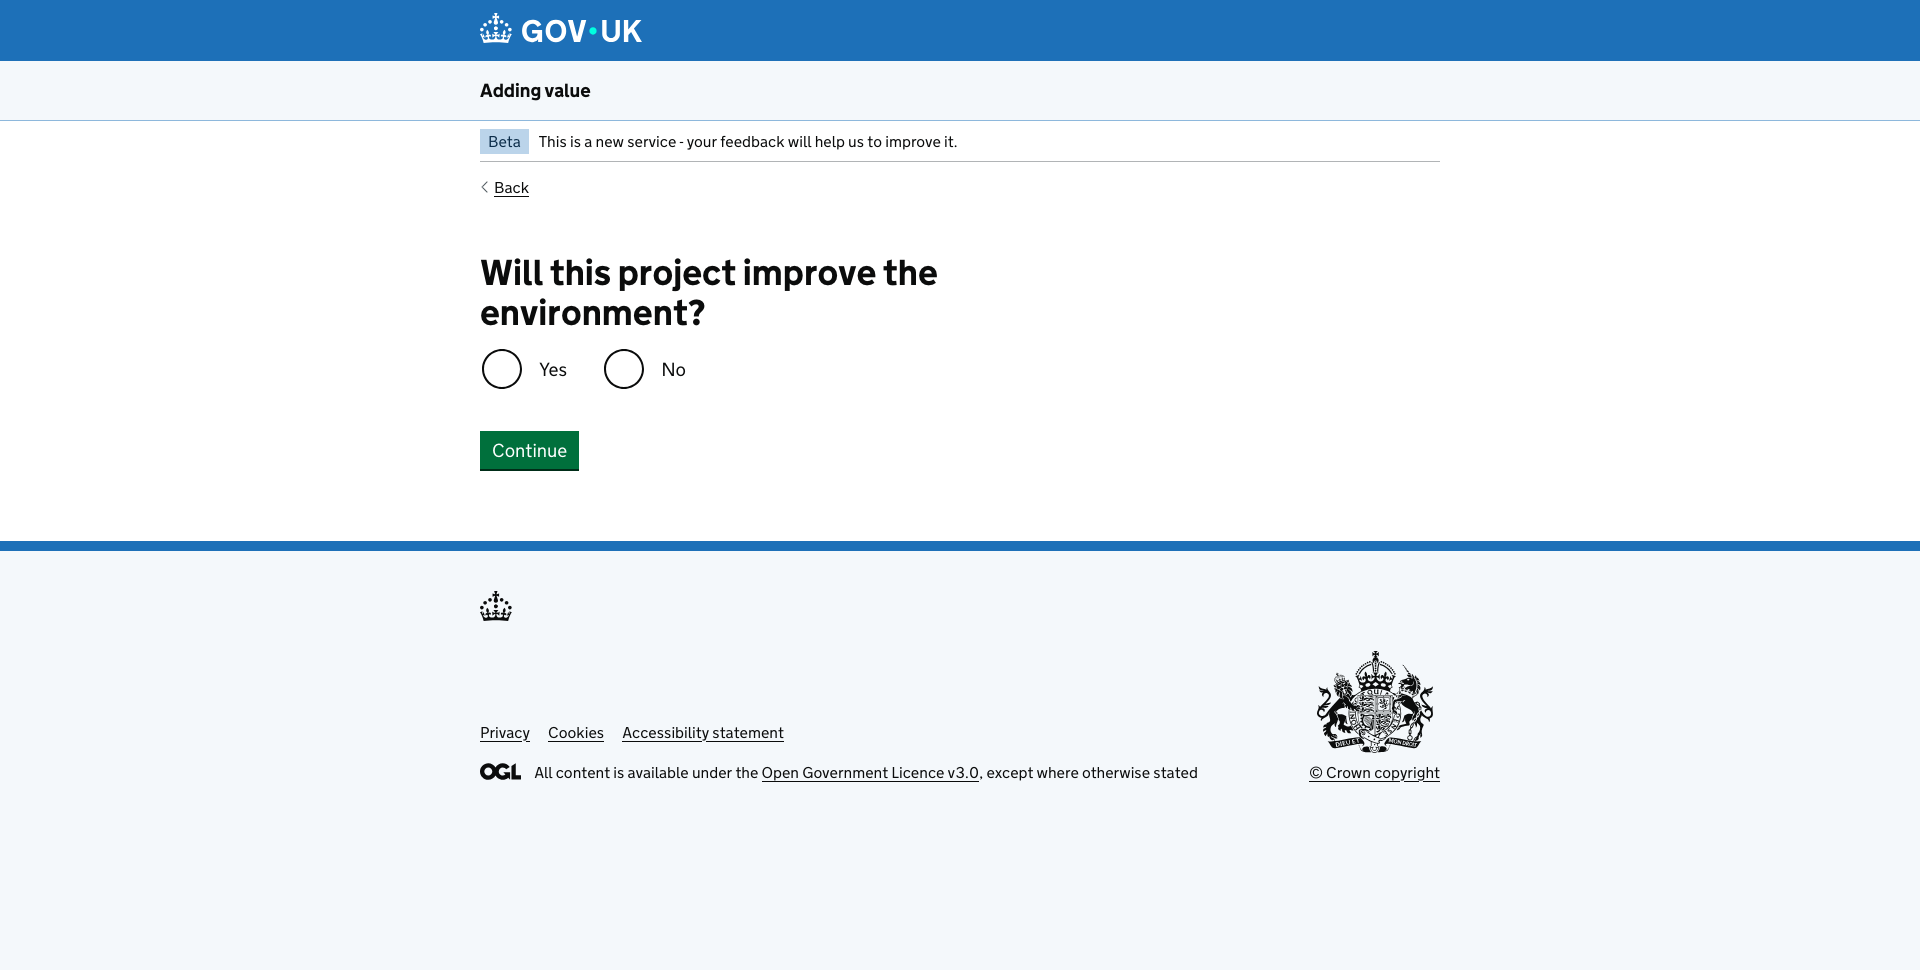 GOV·UK
Adding value
Beta This is a new service - your feedback will help us to improve it.
Back
Will this project improve the
environment?
Yes No
Continue
Privacy Cookies Accessibility statement
OGL All content is available under the Open Government Licence v3.0, except where otherwise stated
© Crown copyright